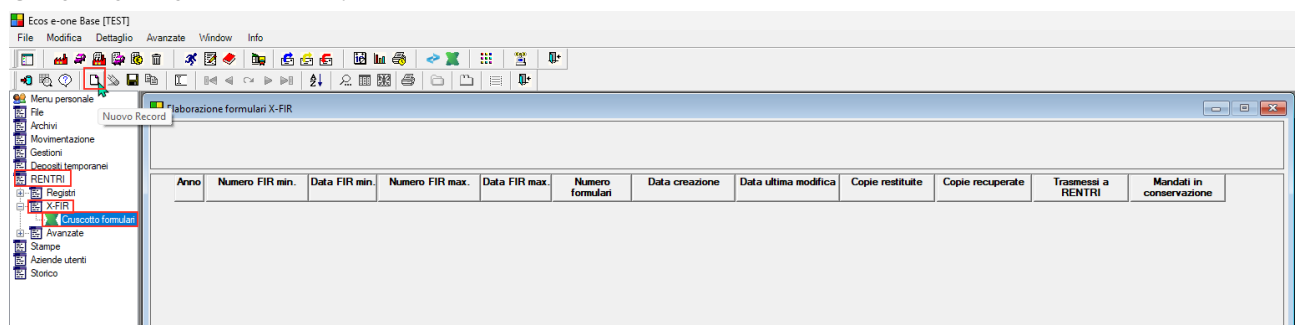 Ecos e-one Base [TEST]
File Modifica Dettaglio Avanzate Window Info
Menu personale
File
Archivi
Movimentazione
Gestioni
Depositi temporanei
RENTRI
Registri
X-FIR
Cruscotto formulari
Avanzate
Stampe
Aziende utenti
Storico
Nuovo Record
Elaborazione formulari X-FIR
Anno Numero FIR min. Data FIR min. Numero FIR max. Data FIR max. Numero formulari Data creazione Data ultima modifica Copie restituite Copie recuperate Trasmessi a RENTRI Mandati in conservazione